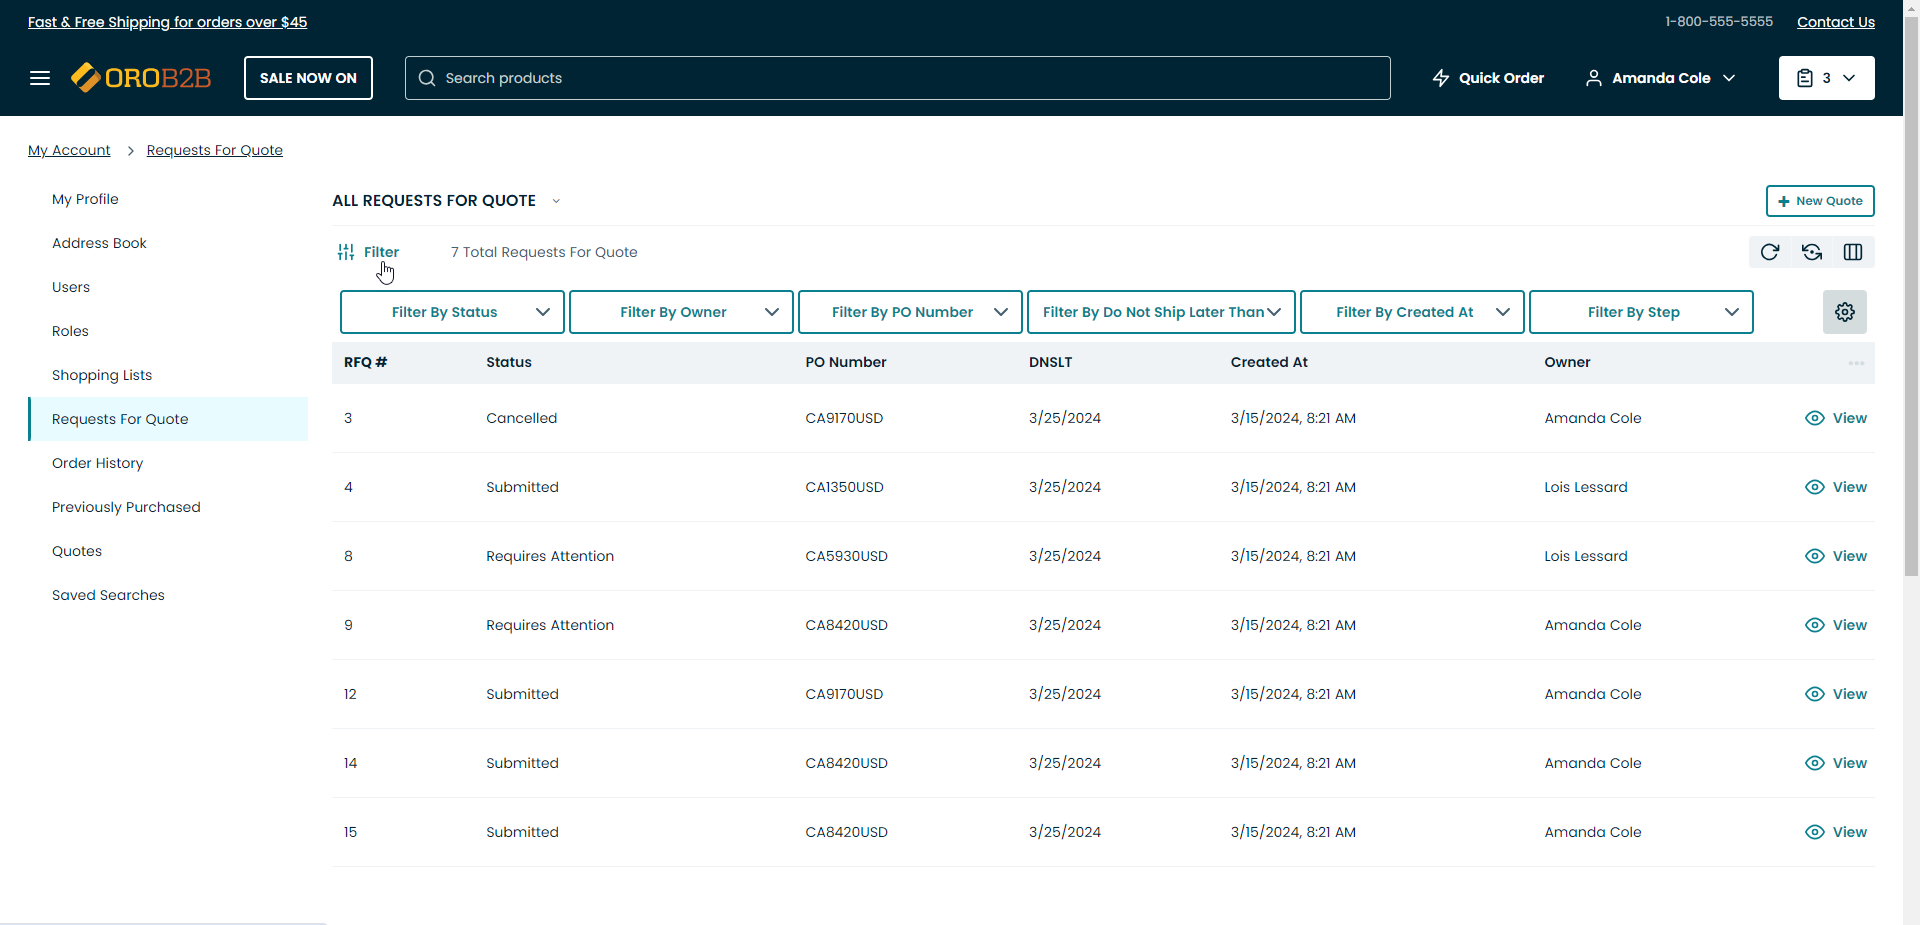 Fast & Free Shipping for orders over $45
1-800-555-5555 Contact Us
OROB2B SALE NOW ON Search products Quick Order Amanda Cole 3
My Account > Requests For Quote
My Profile
Address Book
Users
Roles
Shopping Lists
Requests For Quote
Order History
Previously Purchased
Quotes
Saved Searches
ALL REQUESTS FOR QUOTE
+ New Quote
Filter 7 Total Requests For Quote
Filter By Status Filter By Owner Filter By PO Number Filter By Do Not Ship Later Than Filter By Created At Filter By Step
RFQ # Status PO Number DNSLT Created At Owner ...
3 Cancelled CA9170USD 3/25/2024 3/15/2024, 8:21 AM Amanda Cole View
4 Submitted CA1350USD 3/25/2024 3/15/2024, 8:21 AM Lois Lessard View
8 Requires Attention CA5930USD 3/25/2024 3/15/2024, 8:21 AM Lois Lessard View
9 Requires Attention CA8420USD 3/25/2024 3/15/2024, 8:21 AM Amanda Cole View
12 Submitted CA9170USD 3/25/2024 3/15/2024, 8:21 AM Amanda Cole View
14 Submitted CA8420USD 3/25/2024 3/15/2024, 8:21 AM Amanda Cole View
15 Submitted CA8420USD 3/25/2024 3/15/2024, 8:21 AM Amanda Cole View